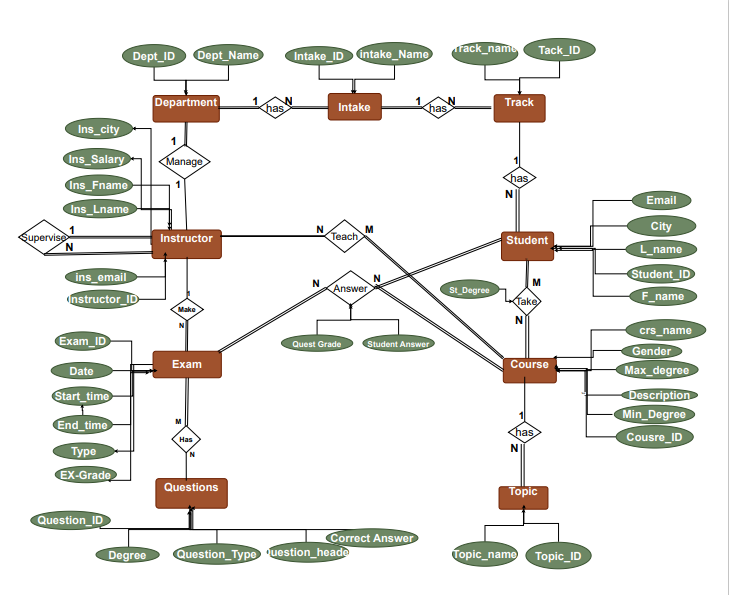 Dept_ID
Dept_Name
Intake_ID
intake_Name
Track_name
Tack_ID
Department
1
has
N
Intake
1
has
N
Track
Ins_city
1
Manage
1
Ins_Salary
Ins_Fname
Ins_Lname
1
has
N
Email
City
L_name
Student_ID
F_name
Supervise
1
N
Instructor
N
Teach
M
Student
ins_email
Instructor_ID
N
Answer
N
St_Degree
M
Take
N
1
Make
N
Quest Grade
Student Answer
Exam_ID
Date
Start_time
End_time
Type
EX-Grade
Exam
Course
crs_name
Gender
Max_degree
Description
Min_Degree
Cousre_ID
M
Has
N
1
has
N
Questions
Topic
Question_ID
Degree
Question_Type
Question_heade
Correct Answer
Topic_name
Topic_ID